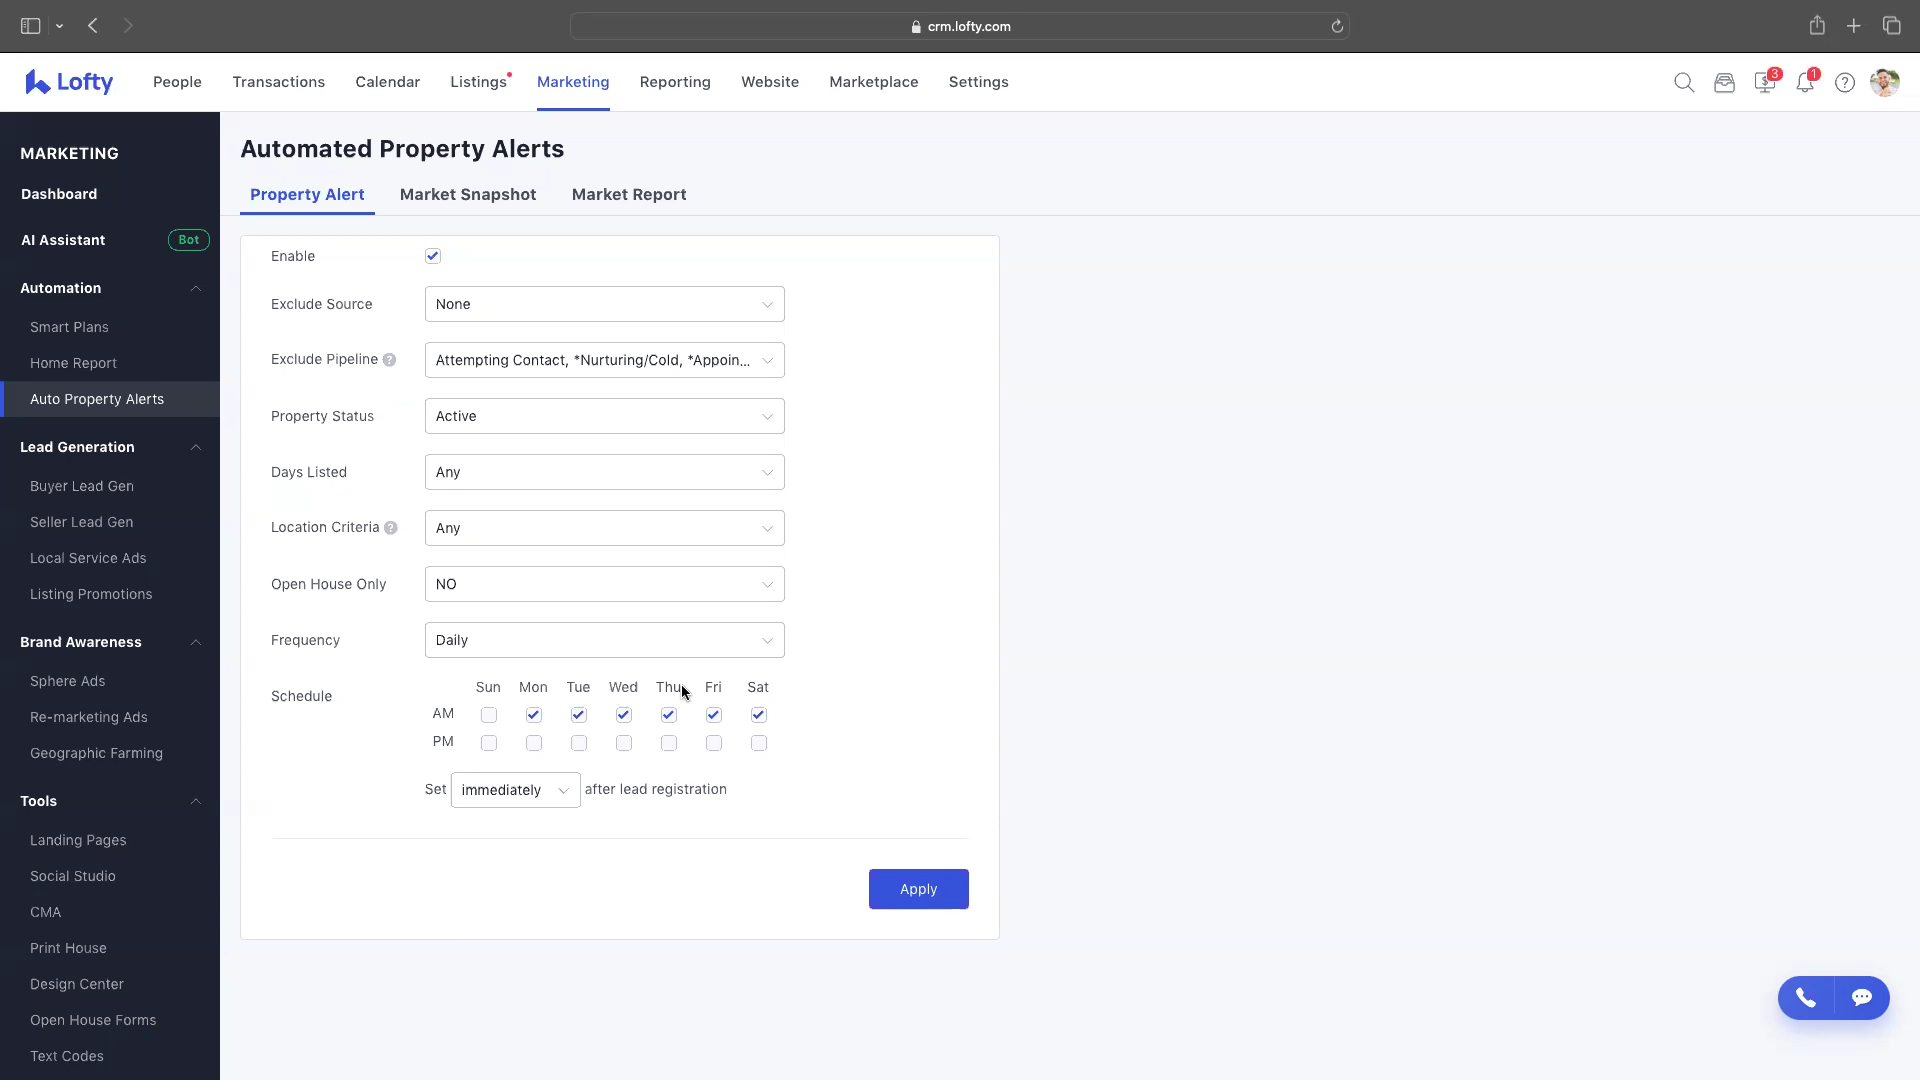 crm.lofty.com
Lofty
People
Transactions
Calendar
Listings
Marketing
Reporting
Website
Marketplace
Settings
3
1
MARKETING
Dashboard
AI Assistant
Bot
Automation
Smart Plans
Home Report
Auto Property Alerts
Lead Generation
Buyer Lead Gen
Seller Lead Gen
Local Service Ads
Listing Promotions
Brand Awareness
Sphere Ads
Re-marketing Ads
Geographic Farming
Tools
Landing Pages
Social Studio
CMA
Print House
Design Center
Open House Forms
Text Codes
Automated Property Alerts
Property Alert
Market Snapshot
Market Report
Enable
Exclude Source
None
Exclude Pipeline
Attempting Contact, *Nurturing/Cold, *Appoin...
Property Status
Active
Days Listed
Any
Location Criteria
Any
Open House Only
NO
Frequency
Daily
Schedule
Sun Mon Tue Wed Thu Fri Sat
AM
PM
Set immediately after lead registration
Apply